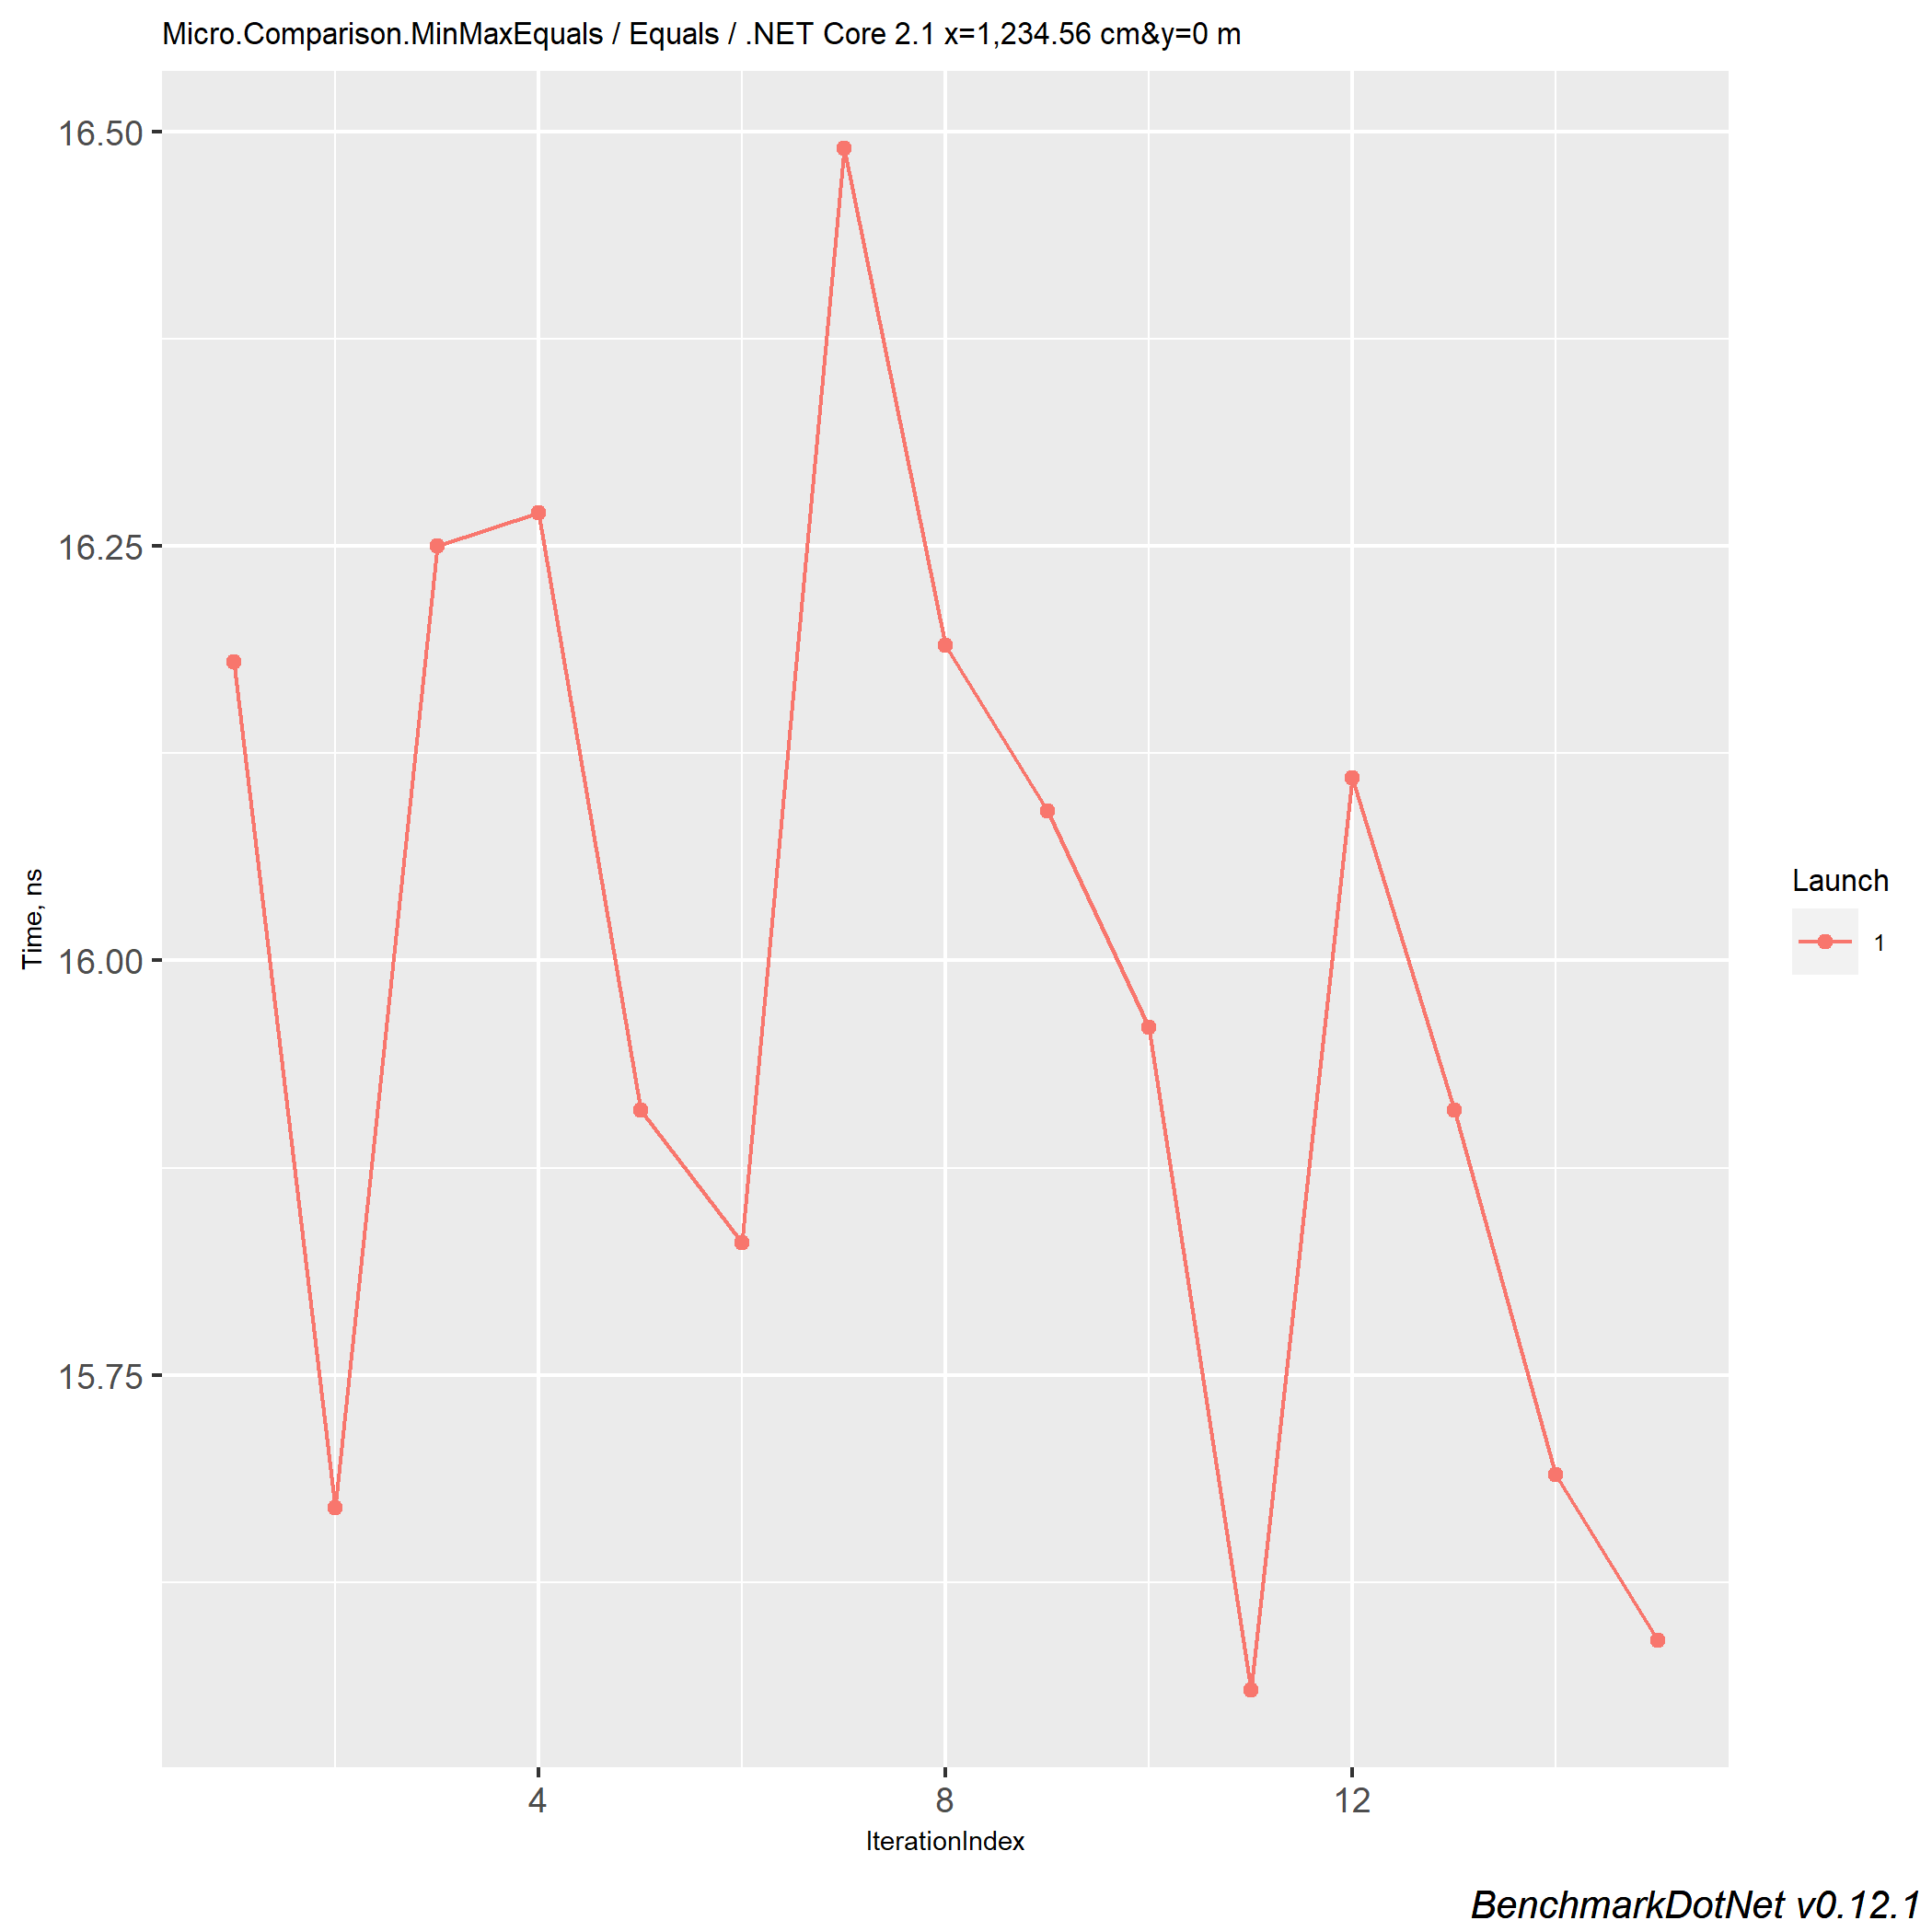 Micro.Comparison.MinMaxEquals / Equals / .NET Core 2.1 x=1,234.56 cm&y=0 m
16.50
16.25
16.00
15.75
Time, ns
4 8 12
IterationIndex
Launch
1
BenchmarkDotNet v0.12.1